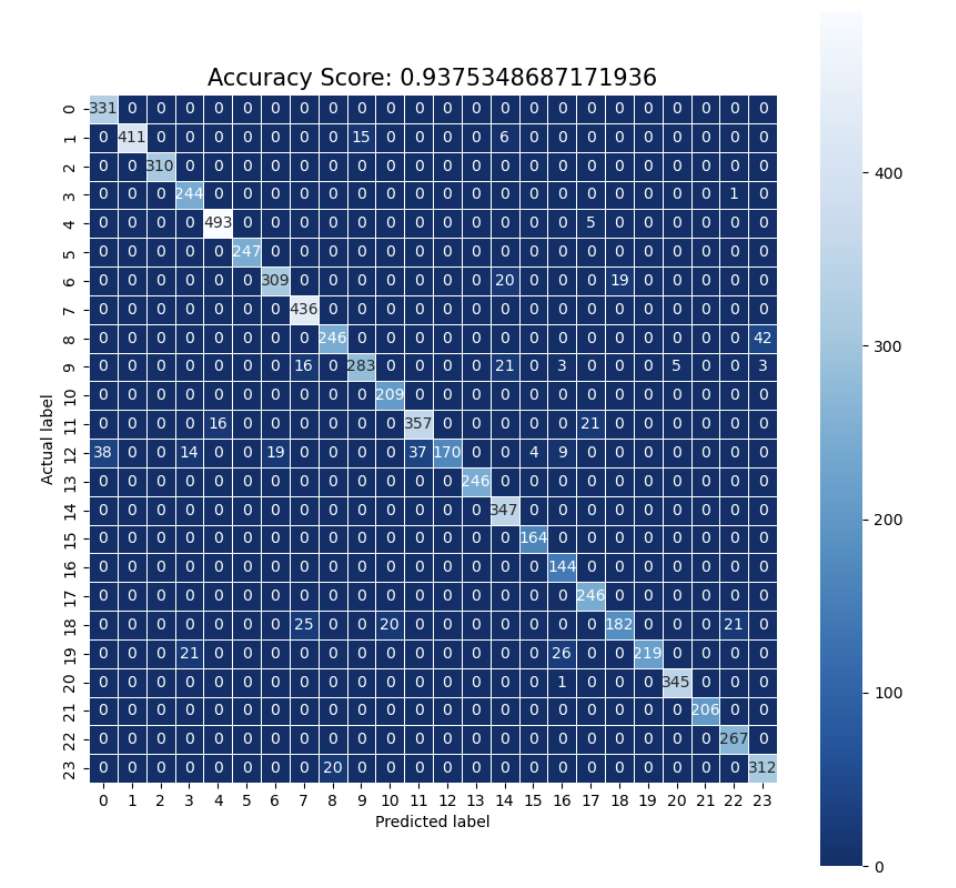 Accuracy Score: 0.9375348687171936
0 331 0 0 0 0 0 0 0 0 0 0 0 0 0 0 0 0 0 0 0 0 0 0 0
1 0 411 0 0 0 0 0 0 0 15 0 0 0 0 6 0 0 0 0 0 0 0 0 0
2 0 0 310 0 0 0 0 0 0 0 0 0 0 0 0 0 0 0 0 0 0 0 0 0
3 0 0 0 244 0 0 0 0 0 0 0 0 0 0 0 0 0 0 0 0 0 0 1 0
4 0 0 0 0 493 0 0 0 0 0 0 0 0 0 0 0 0 5 0 0 0 0 0 0
5 0 0 0 0 0 247 0 0 0 0 0 0 0 0 0 0 0 0 0 0 0 0 0 0
6 0 0 0 0 0 0 309 0 0 0 0 0 0 0 20 0 0 0 19 0 0 0 0 0
7 0 0 0 0 0 0 0 436 0 0 0 0 0 0 0 0 0 0 0 0 0 0 0 0
8 0 0 0 0 0 0 0 0 246 0 0 0 0 0 0 0 0 0 0 0 0 0 0 42
9 0 0 0 0 0 0 0 16 0 283 0 0 0 0 21 0 3 0 0 0 5 0 0 3
10 0 0 0 0 0 0 0 0 0 0 209 0 0 0 0 0 0 0 0 0 0 0 0 0
11 0 0 0 0 16 0 0 0 0 0 0 357 0 0 0 0 0 21 0 0 0 0 0 0
12 38 0 0 14 0 0 19 0 0 0 0 37 170 0 0 4 9 0 0 0 0 0 0 0
13 0 0 0 0 0 0 0 0 0 0 0 0 0 246 0 0 0 0 0 0 0 0 0 0
14 0 0 0 0 0 0 0 0 0 0 0 0 0 0 347 0 0 0 0 0 0 0 0 0
15 0 0 0 0 0 0 0 0 0 0 0 0 0 0 0 164 0 0 0 0 0 0 0 0
16 0 0 0 0 0 0 0 0 0 0 0 0 0 0 0 0 144 0 0 0 0 0 0 0
17 0 0 0 0 0 0 0 0 0 0 0 0 0 0 0 0 0 246 0 0 0 0 0 0
18 0 0 0 0 0 0 0 25 0 0 20 0 0 0 0 0 0 0 182 0 0 0 21 0
19 0 0 0 21 0 0 0 0 0 0 0 0 0 0 0 0 26 0 0 219 0 0 0 0
20 0 0 0 0 0 0 0 0 0 0 0 0 0 0 0 0 1 0 0 0 345 0 0 0
21 0 0 0 0 0 0 0 0 0 0 0 0 0 0 0 0 0 0 0 0 0 206 0 0
22 0 0 0 0 0 0 0 0 0 0 0 0 0 0 0 0 0 0 0 0 0 0 267 0
23 0 0 0 0 0 0 0 0 20 0 0 0 0 0 0 0 0 0 0 0 0 0 0 312
0 1 2 3 4 5 6 7 8 9 10 11 12 13 14 15 16 17 18 19 20 21 22 23
Predicted label
Actual label
400
300
200
100
0